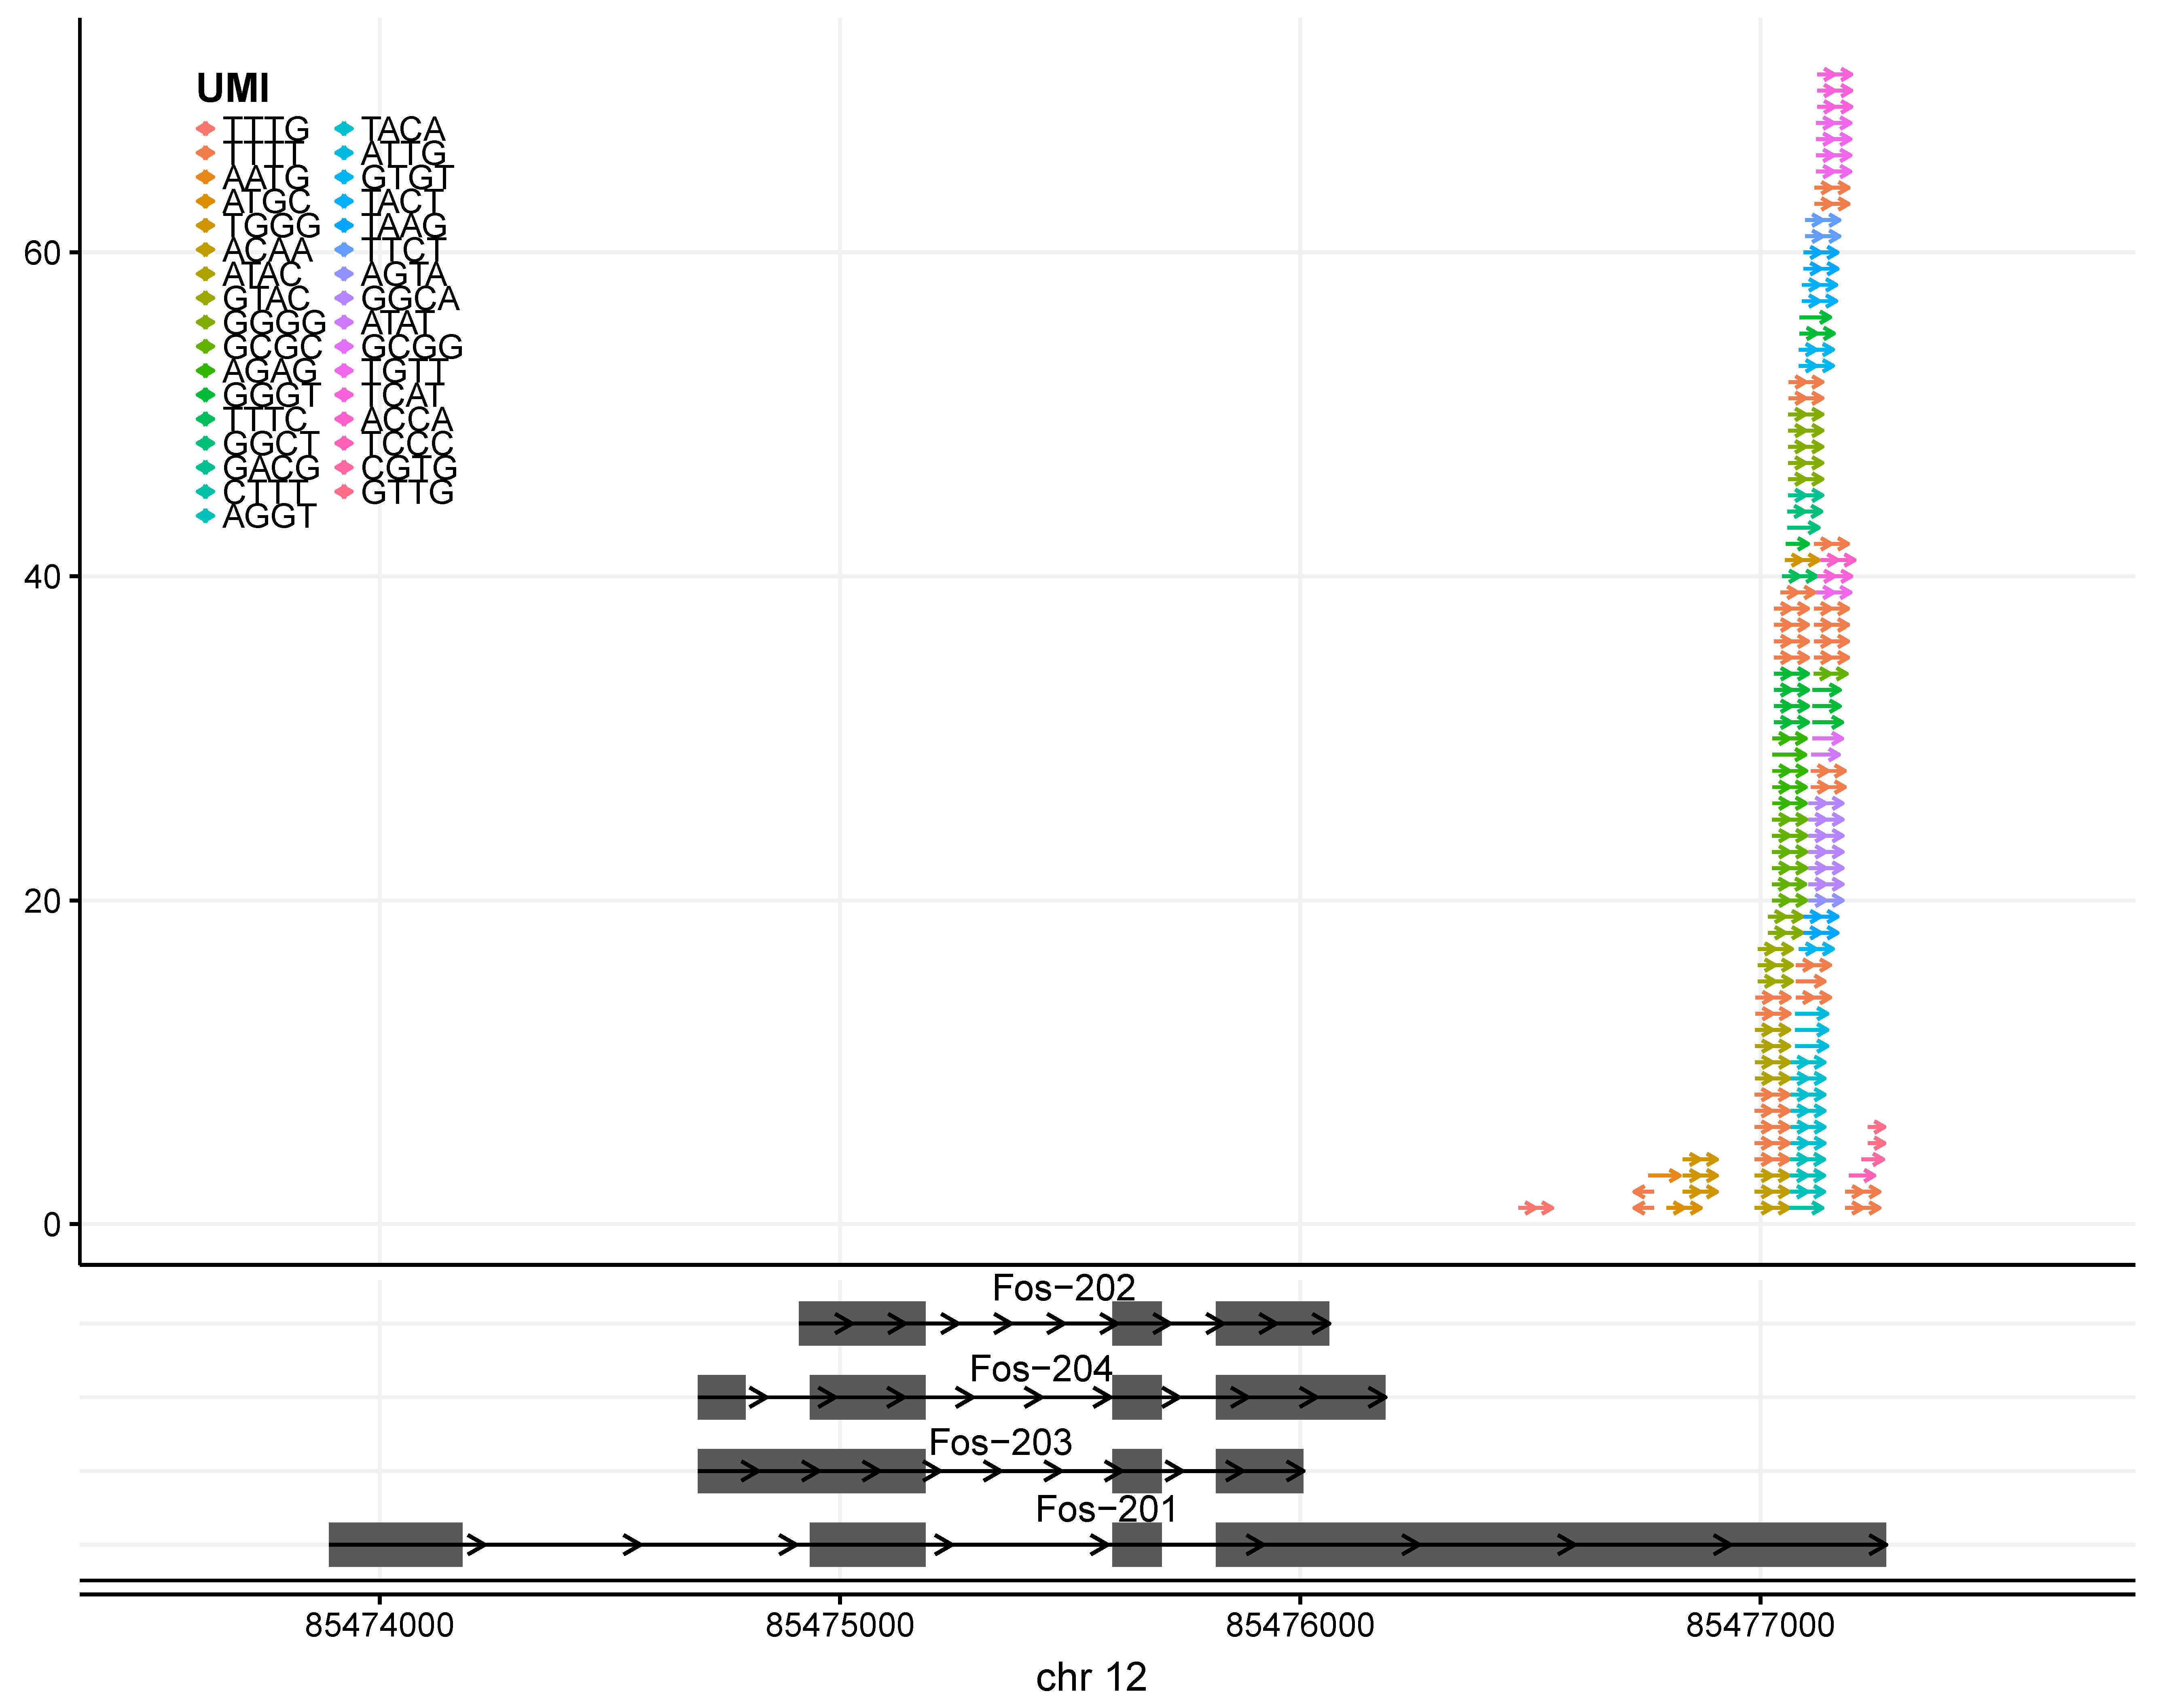 UMI
TTTG TACA
TTTT ATTG
AATG GTGT
ATGC TACT
TGGG TAAG
ACAA TTCT
ATAC AGTA
GTAC GGCA
GGGG ATAT
GCGC GCGG
AGAG TGTT
GGGT TCAT
TTTC ACCA
GGCT TCCC
GACG CGTG
CTTT GTTG
AGGT
60
40
20
0
Fos−202
Fos−204
Fos−203
Fos−201
85474000 85475000 85476000 85477000
chr 12